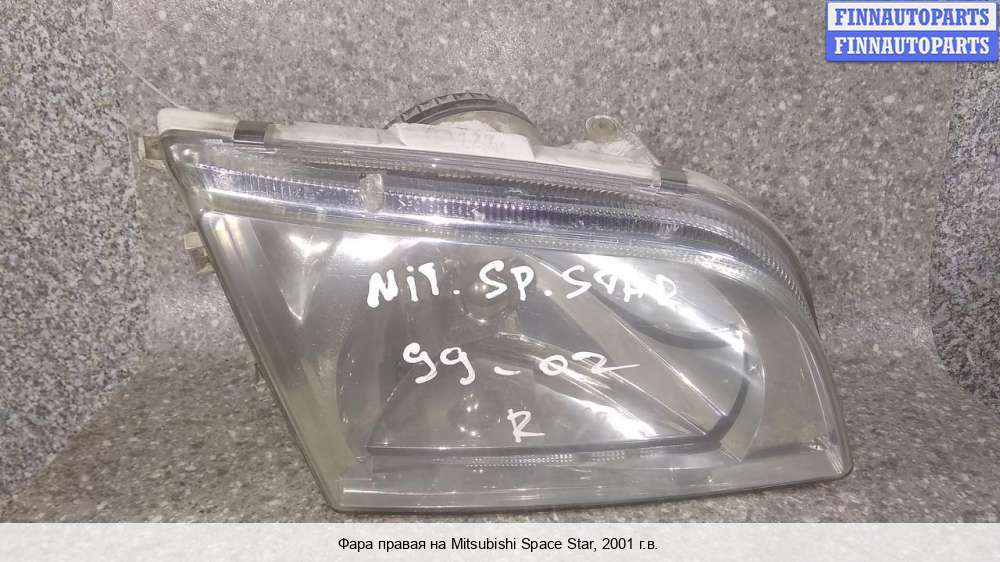 FINNAUTOPARTS
FINNAUTOPARTS
MiT. SP. STAR
99-02
R
Фара правая на Mitsubishi Space Star, 2001 г.в.